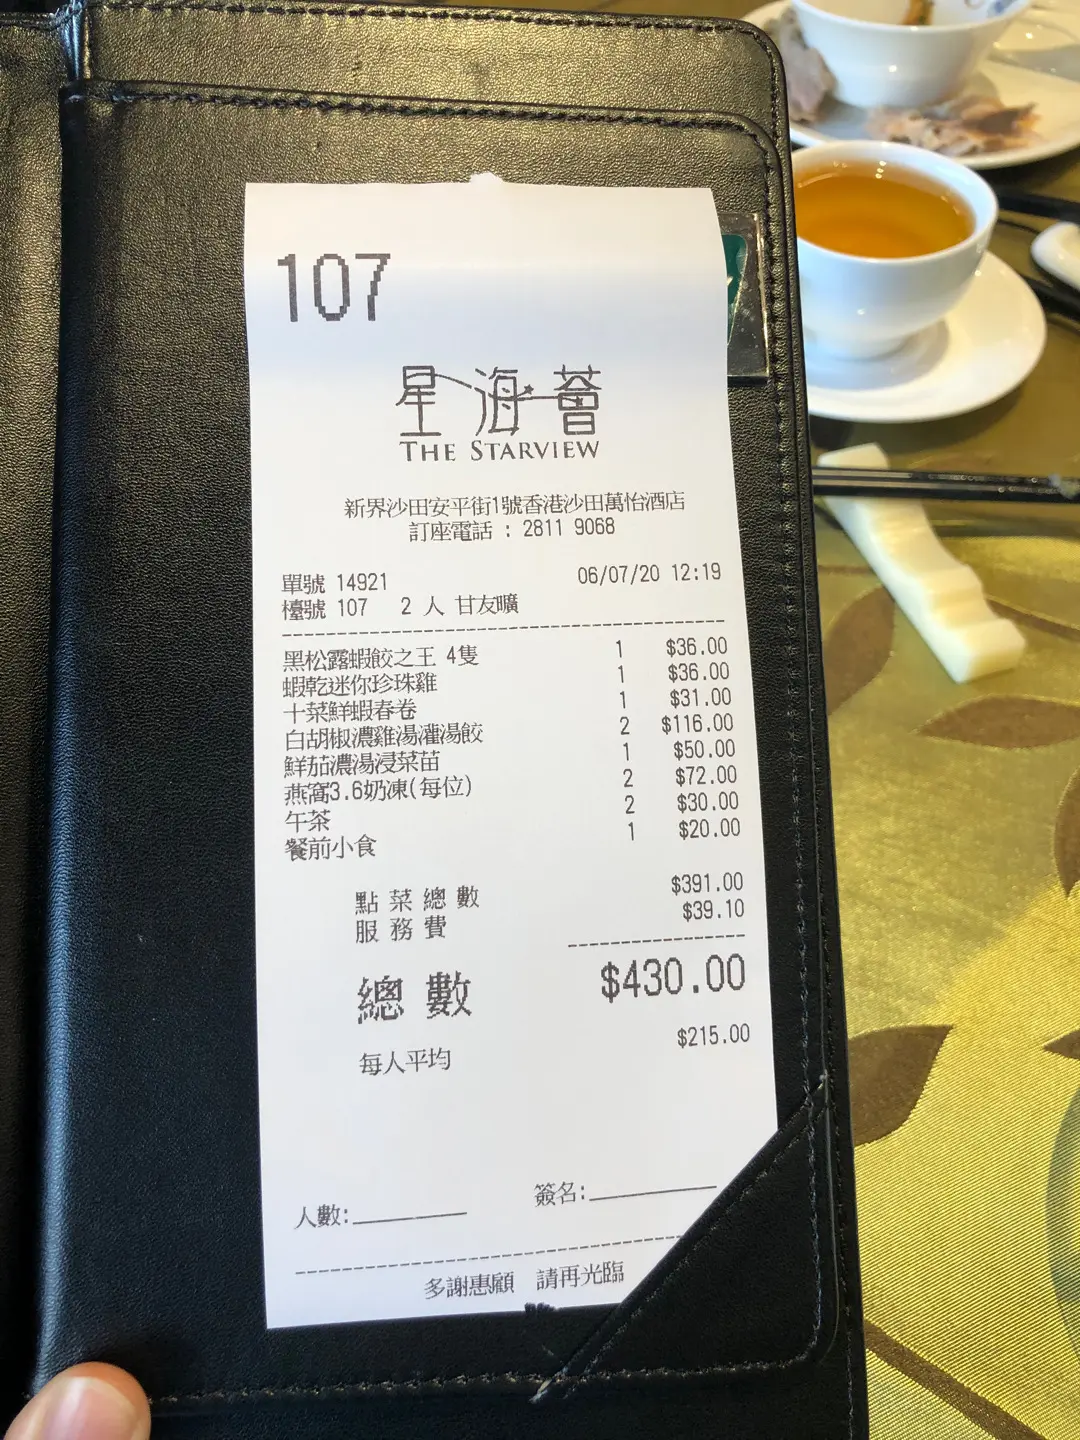 107
星海薈
THE STARVIEW
新界沙田安平街1號香港沙田萬怡酒店
訂座電話 : 2811 9068
單號 14921 06/07/20 12:19
檯號 107 2 人 甘友曠
黑松露蝦餃之王 4隻 1 $36.00
蝦乾迷你珍珠雞 1 $36.00
十菜鮮蝦春卷 1 $31.00
白胡椒濃雞湯灌湯餃 2 $116.00
鮮茄濃湯浸菜苗 1 $50.00
燕窩3.6奶凍(每位) 2 $72.00
午茶 2 $30.00
餐前小食 1 $20.00
點菜總數 $391.00
服務費 $39.10
總數 $430.00
每人平均 $215.00
人數: 簽名:
多謝惠顧 請再光臨